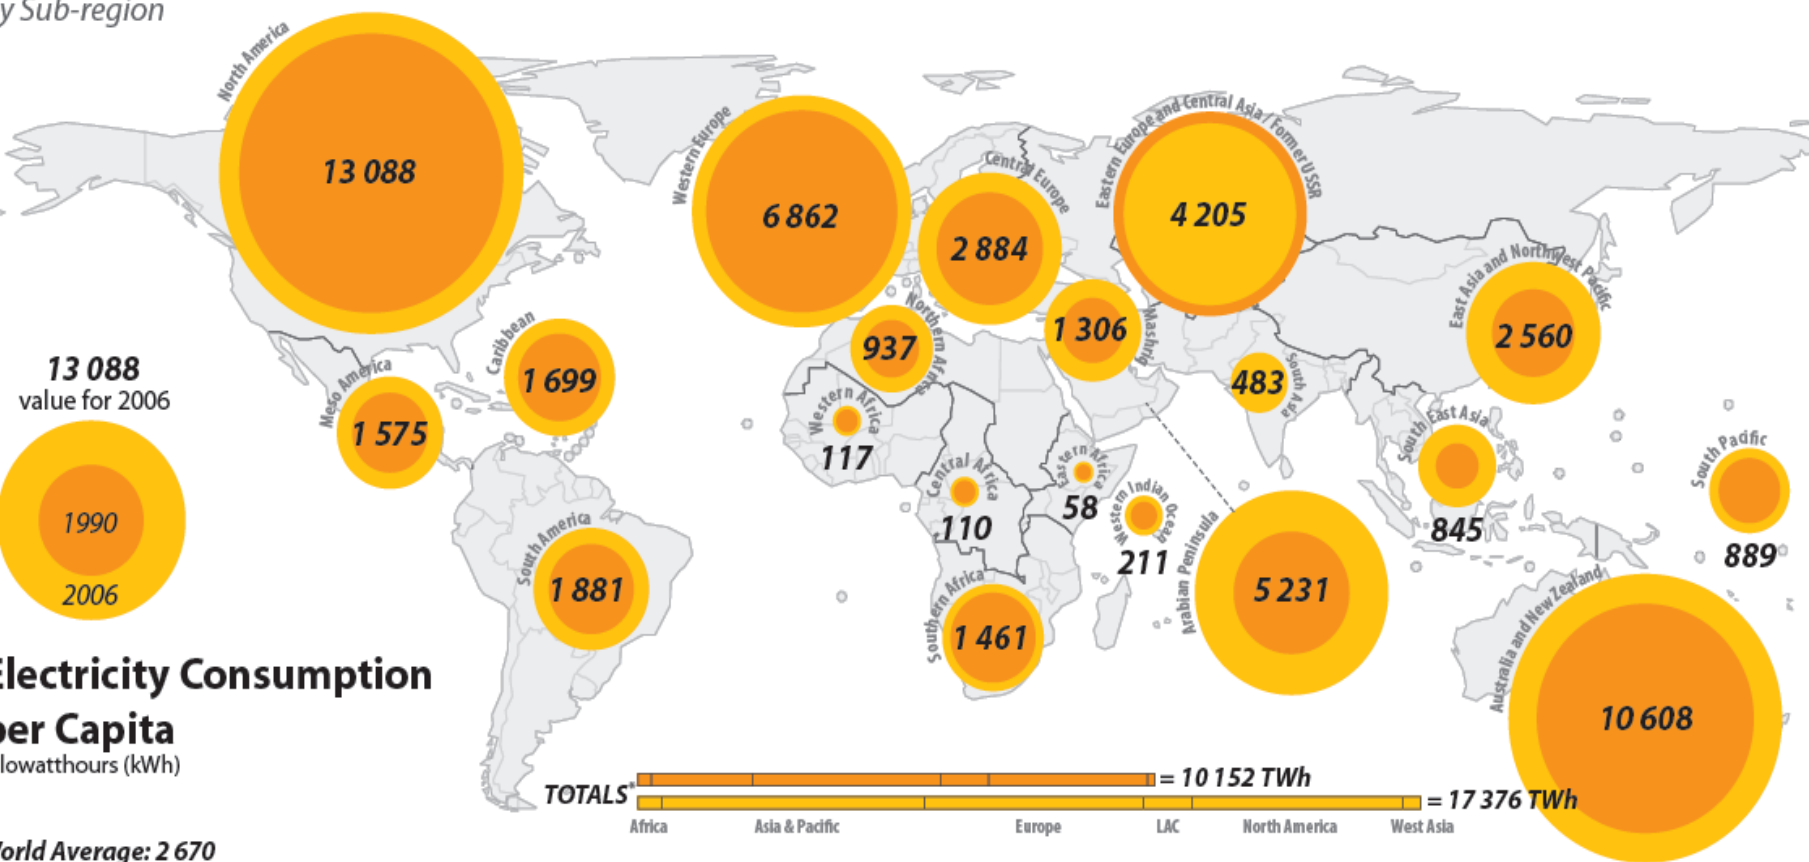 y Sub-region
North America
13 088
Western Europe
6 862
Central Europe
2 884
Eastern Europe and Central Asia / Former USSR
4 205
East Asia and Northwest Pacific
2 560
Caribbean
1 699
Meso America
1 575
Northern Africa
937
Mashriq
1 306
South Asia
483
Western Africa
117
Central Africa
110
Eastern Africa
58
Western Indian Ocean
211
South East Asia
845
South Pacific
889
South America
1 881
Southern Africa
1 461
Arabian Peninsula
5 231
Australia and New Zealand
10 608
13 088
value for 2006
1990
2006
Electricity Consumption
per Capita
lowatthours (kWh)
TOTALS*
= 10 152 TWh
= 17 376 TWh
Africa
Asia & Pacific
Europe
LAC
North America
West Asia
World Average: 2 670